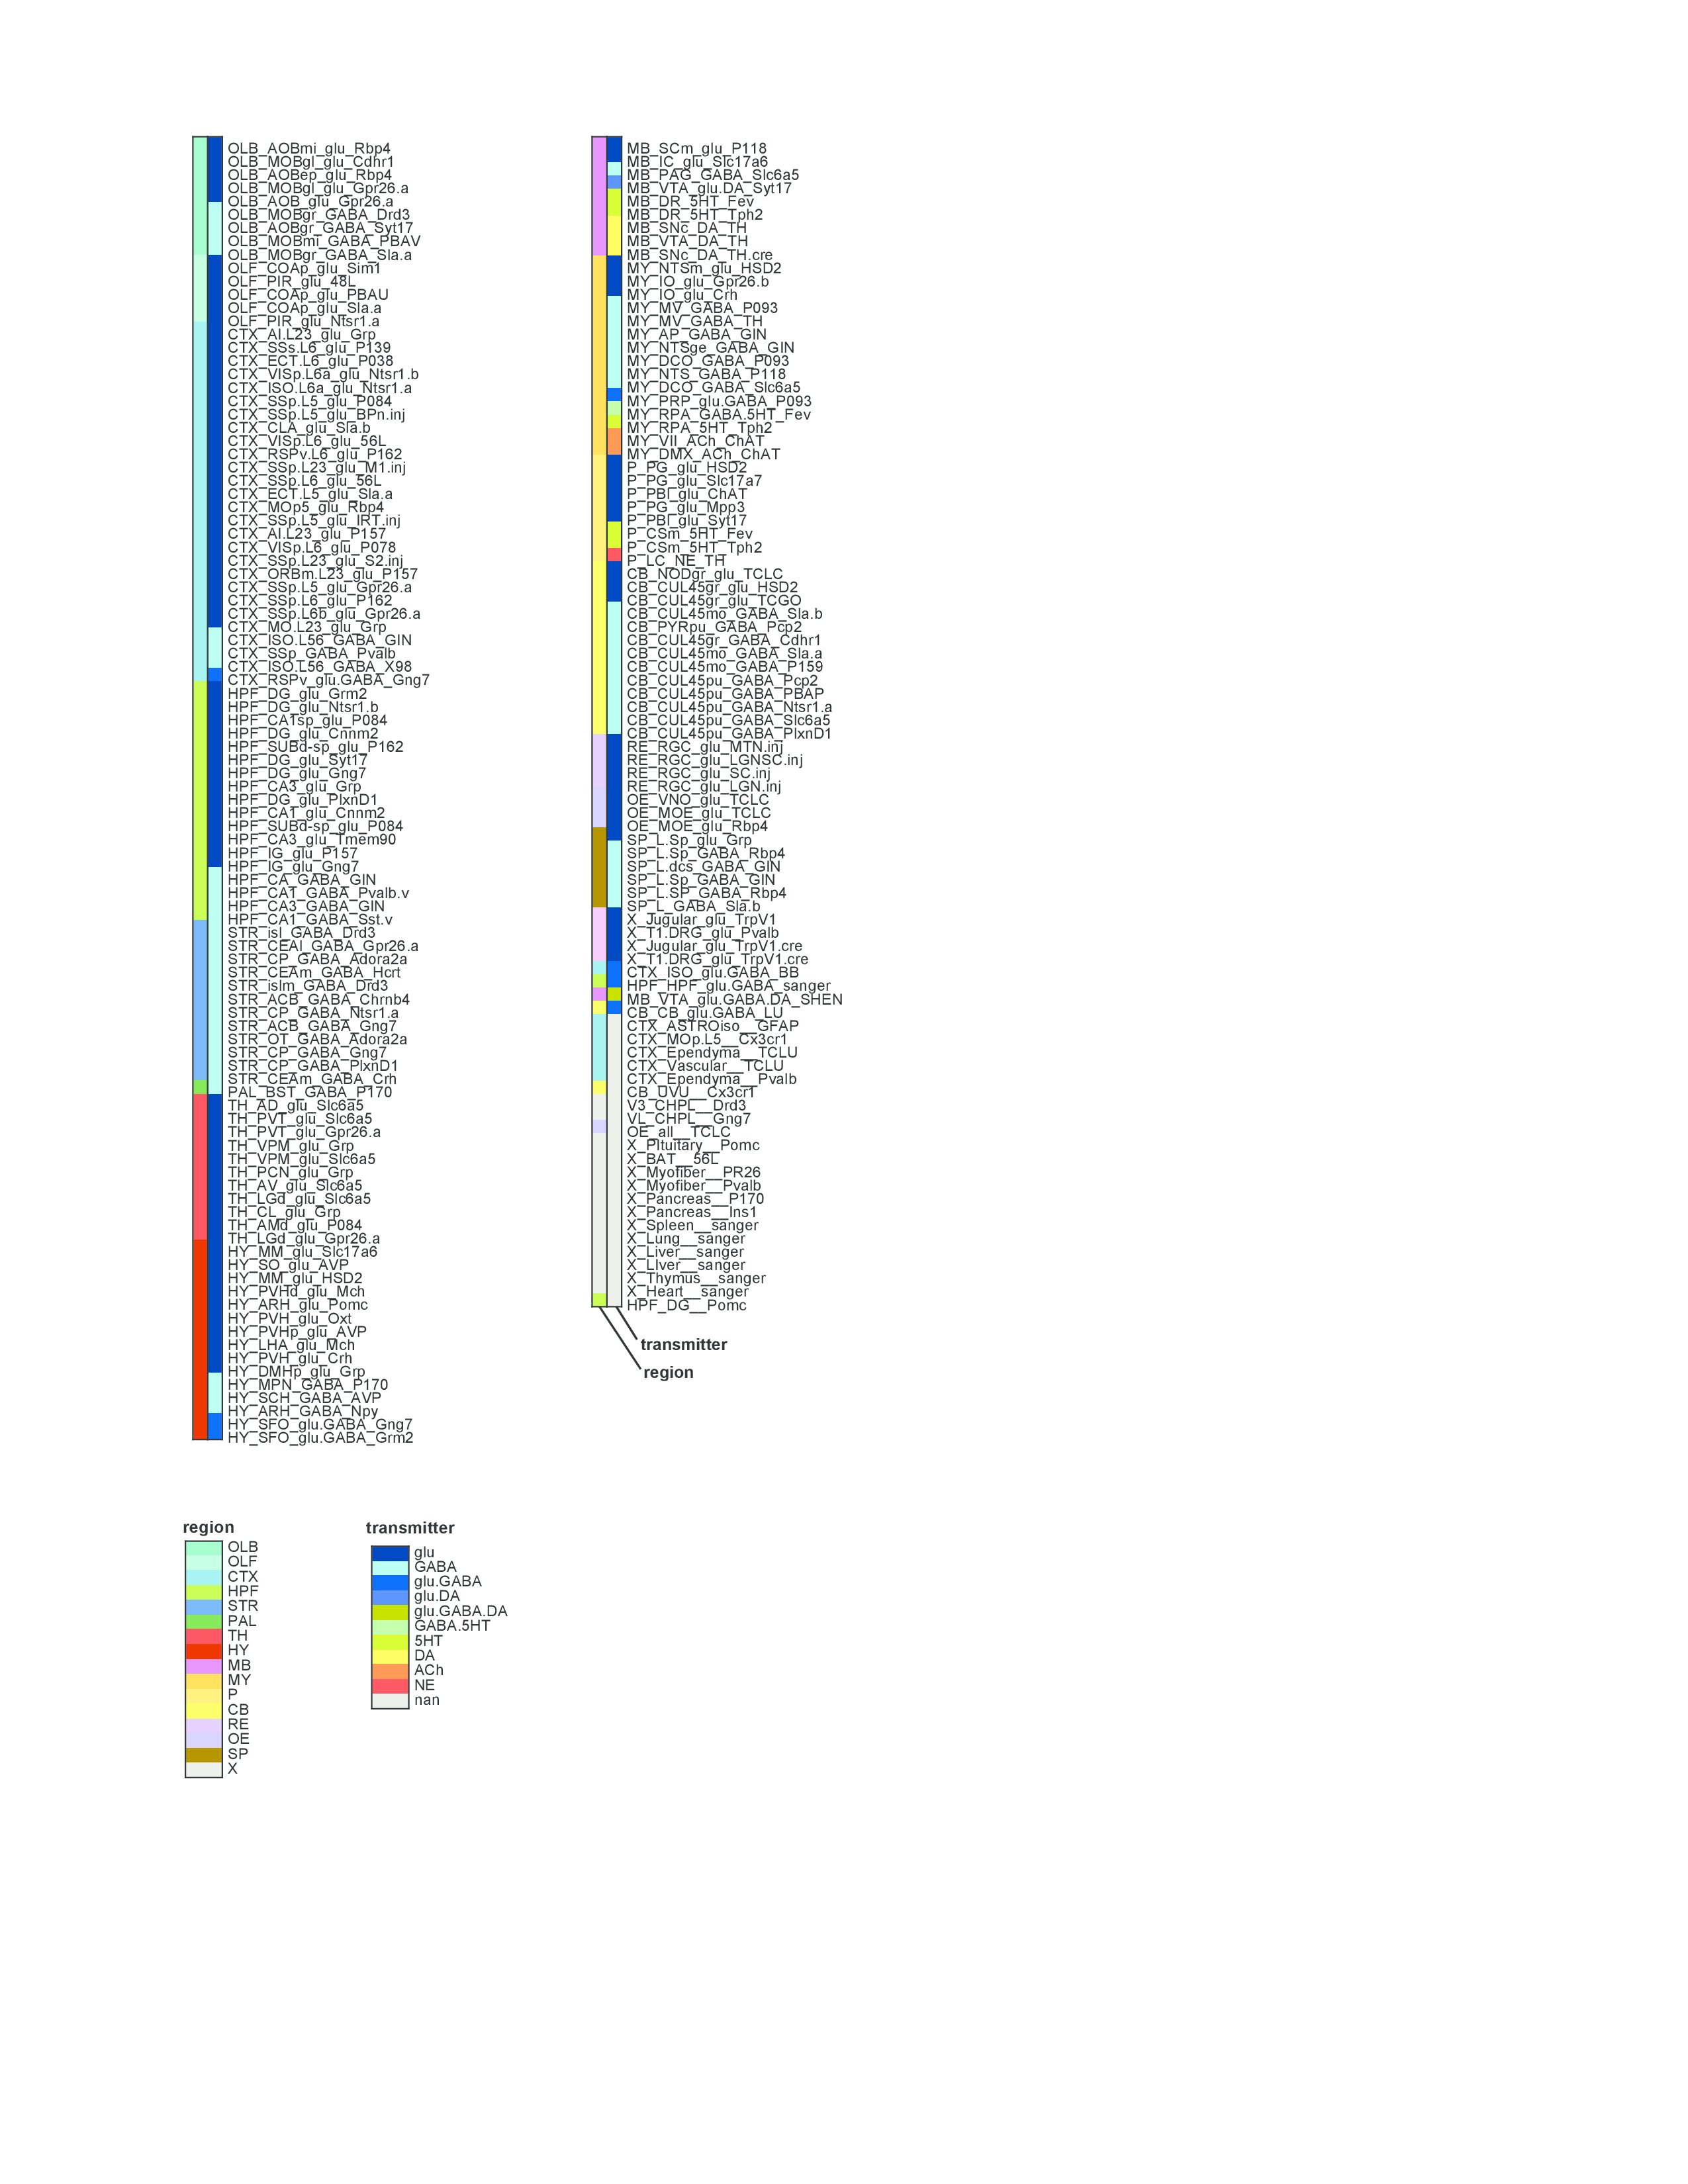 OLB_AOBmi_glu_Rbp4
OLB_MOBgl_glu_Cdhr1
OLB_AOBep_glu_Rbp4
OLB_MOBgl_glu_Gpr26.a
OLB_AOB_glu_Gpr26.a
OLB_MOBgr_GABA_Drd3
OLB_AOBgr_GABA_Syt17
OLB_MOBmi_GABA_PBAV
OLB_MOBgr_GABA_Sla.a
OLF_COAp_glu_Sim1
OLF_PIR_glu_48L
OLF_COAp_glu_PBAU
OLF_COAp_glu_Sla.a
OLF_PIR_glu_Ntsr1.a
CTX_AI.L23_glu_Grp
CTX_SSs.L6_glu_P139
CTX_ECT.L6_glu_P038
CTX_VISp.L6a_glu_Ntsr1.b
CTX_ISO.L6a_glu_Ntsr1.a
CTX_SSp.L5_glu_P084
CTX_SSp.L5_glu_BPn.inj
CTX_CLA_glu_Sla.b
CTX_VISp.L6_glu_56L
CTX_RSPv.L6_glu_P162
CTX_SSp.L23_glu_M1.inj
CTX_SSp.L6_glu_56L
CTX_ECT.L5_glu_Sla.a
CTX_MOp5_glu_Rbp4
CTX_SSp.L5_glu_IRT.inj
CTX_AI.L23_glu_P157
CTX_VISp.L6_glu_P078
CTX_SSp.L23_glu_S2.inj
CTX_ORBm.L23_glu_P157
CTX_SSp.L5_glu_Gpr26.a
CTX_SSp.L6_glu_P162
CTX_SSp.L6b_glu_Gpr26.a
CTX_MO.L23_glu_Grp
CTX_ISO.L56_GABA_GIN
CTX_SSp_GABA_Pvalb
CTX_ISO.L56_GABA_X98
CTX_RSPv_glu.GABA_Gng7
HPF_DG_glu_Grm2
HPF_DG_glu_Ntsr1.b
HPF_CA1sp_glu_P084
HPF_DG_glu_Cnnm2
HPF_SUBd-sp_glu_P162
HPF_DG_glu_Syt17
HPF_DG_glu_Gng7
HPF_CA3_glu_Grp
HPF_DG_glu_PlxnD1
HPF_CA1_glu_Cnnm2
HPF_SUBd-sp_glu_P084
HPF_CA3_glu_Tmem90
HPF_IG_glu_P157
HPF_IG_glu_Gng7
HPF_CA_GABA_GIN
HPF_CA1_GABA_Pvalb.v
HPF_CA3_GABA_GIN
HPF_CA1_GABA_Sst.v
STR_isl_GABA_Drd3
STR_CEAl_GABA_Gpr26.a
STR_CP_GABA_Adora2a
STR_CEAm_GABA_Hcrt
STR_islm_GABA_Drd3
STR_ACB_GABA_Chrnb4
STR_CP_GABA_Ntsr1.a
STR_ACB_GABA_Gng7
STR_OT_GABA_Adora2a
STR_CP_GABA_Gng7
STR_CP_GABA_PlxnD1
STR_CEAm_GABA_Crh
PAL_BST_GABA_P170
TH_AD_glu_Slc6a5
TH_PVT_glu_Slc6a5
TH_PVT_glu_Gpr26.a
TH_VPM_glu_Grp
TH_VPM_glu_Slc6a5
TH_PCN_glu_Grp
TH_AV_glu_Slc6a5
TH_LGd_glu_Slc6a5
TH_CL_glu_Grp
TH_AMd_glu_P084
TH_LGd_glu_Gpr26.a
HY_MM_glu_Slc17a6
HY_SO_glu_AVP
HY_MM_glu_HSD2
HY_PVHd_glu_Mch
HY_ARH_glu_Pomc
HY_PVH_glu_Oxt
HY_PVHp_glu_AVP
HY_LHA_glu_Mch
HY_PVH_glu_Crh
HY_DMHp_glu_Grp
HY_MPN_GABA_P170
HY_SCH_GABA_AVP
HY_ARH_GABA_Npy
HY_SFO_glu.GABA_Gng7
HY_SFO_glu.GABA_Grm2
MB_SCm_glu_P118
MB_IC_glu_Slc17a6
MB_PAG_GABA_Slc6a5
MB_VTA_glu.DA_Syt17
MB_DR_5HT_Fev
MB_DR_5HT_Tph2
MB_SNc_DA_TH
MB_VTA_DA_TH
MB_SNc_DA_TH.cre
MY_NTSm_glu_HSD2
MY_IO_glu_Gpr26.b
MY_IO_glu_Crh
MY_MV_GABA_P093
MY_MV_GABA_TH
MY_AP_GABA_GIN
MY_NTSge_GABA_GIN
MY_DCO_GABA_P093
MY_NTS_GABA_P118
MY_DCO_GABA_Slc6a5
MY_PRP_glu.GABA_P093
MY_RPA_GABA.5HT_Fev
MY_RPA_5HT_Tph2
MY_VII_ACh_ChAT
MY_DMX_ACh_ChAT
P_PG_glu_HSD2
P_PG_glu_Slc17a7
P_PBl_glu_ChAT
P_PG_glu_Mpp3
P_PBl_glu_Syt17
P_CSm_5HT_Fev
P_CSm_5HT_Tph2
P_LC_NE_TH
CB_NODgr_glu_TCLC
CB_CUL45gr_glu_HSD2
CB_CUL45gr_glu_TCGO
CB_CUL45mo_GABA_Sla.b
CB_PYRpu_GABA_Pcp2
CB_CUL45gr_GABA_Cdhr1
CB_CUL45mo_GABA_Sla.a
CB_CUL45mo_GABA_P159
CB_CUL45pu_GABA_Pcp2
CB_CUL45pu_GABA_PBAP
CB_CUL45pu_GABA_Ntsr1.a
CB_CUL45pu_GABA_Slc6a5
CB_CUL45pu_GABA_PlxnD1
RE_RGC_glu_MTN.inj
RE_RGC_glu_LGNSC.inj
RE_RGC_glu_SC.inj
RE_RGC_glu_LGN.inj
OE_VNO_glu_TCLC
OE_MOE_glu_TCLC
OE_MOE_glu_Rbp4
SP_L.Sp_glu_Grp
SP_L.Sp_GABA_Rbp4
SP_L.dcs_GABA_GIN
SP_L.Sp_GABA_GIN
SP_L.SP_GABA_Rbp4
SP_L_GABA_Sla.b
X_Jugular_glu_TrpV1
X_T1.DRG_glu_Pvalb
X_Jugular_glu_TrpV1.cre
X_T1.DRG_glu_TrpV1.cre
CTX_ISO_glu.GABA_BB
HPF_HPF_glu.GABA_sanger
MB_VTA_glu.GABA.DA_SHEN
CB_CB_glu.GABA_LU
CTX_ASTROiso__GFAP
CTX_MOp.L5__Cx3cr1
CTX_Ependyma__TCLU
CTX_Vascular__TCLU
CTX_Ependyma__Pvalb
CB_UVU__Cx3cr1
V3_CHPL__Drd3
VL_CHPL__Gng7
OE_all__TCLC
X_PItuitary__Pomc
X_BAT__56L
X_Myofiber__PR26
X_Myofiber__Pvalb
X_Pancreas__P170
X_Pancreas__Ins1
X_Spleen__sanger
X_Lung__sanger
X_Liver__sanger
X_LIver__sanger
X_Thymus__sanger
X_Heart__sanger
HPF_DG__Pomc
transmitter
region
region
OLB
OLF
CTX
HPF
STR
PAL
TH
HY
MB
MY
P
CB
RE
OE
SP
X
transmitter
glu
GABA
glu.GABA
glu.DA
glu.GABA.DA
GABA.5HT
5HT
DA
ACh
NE
nan